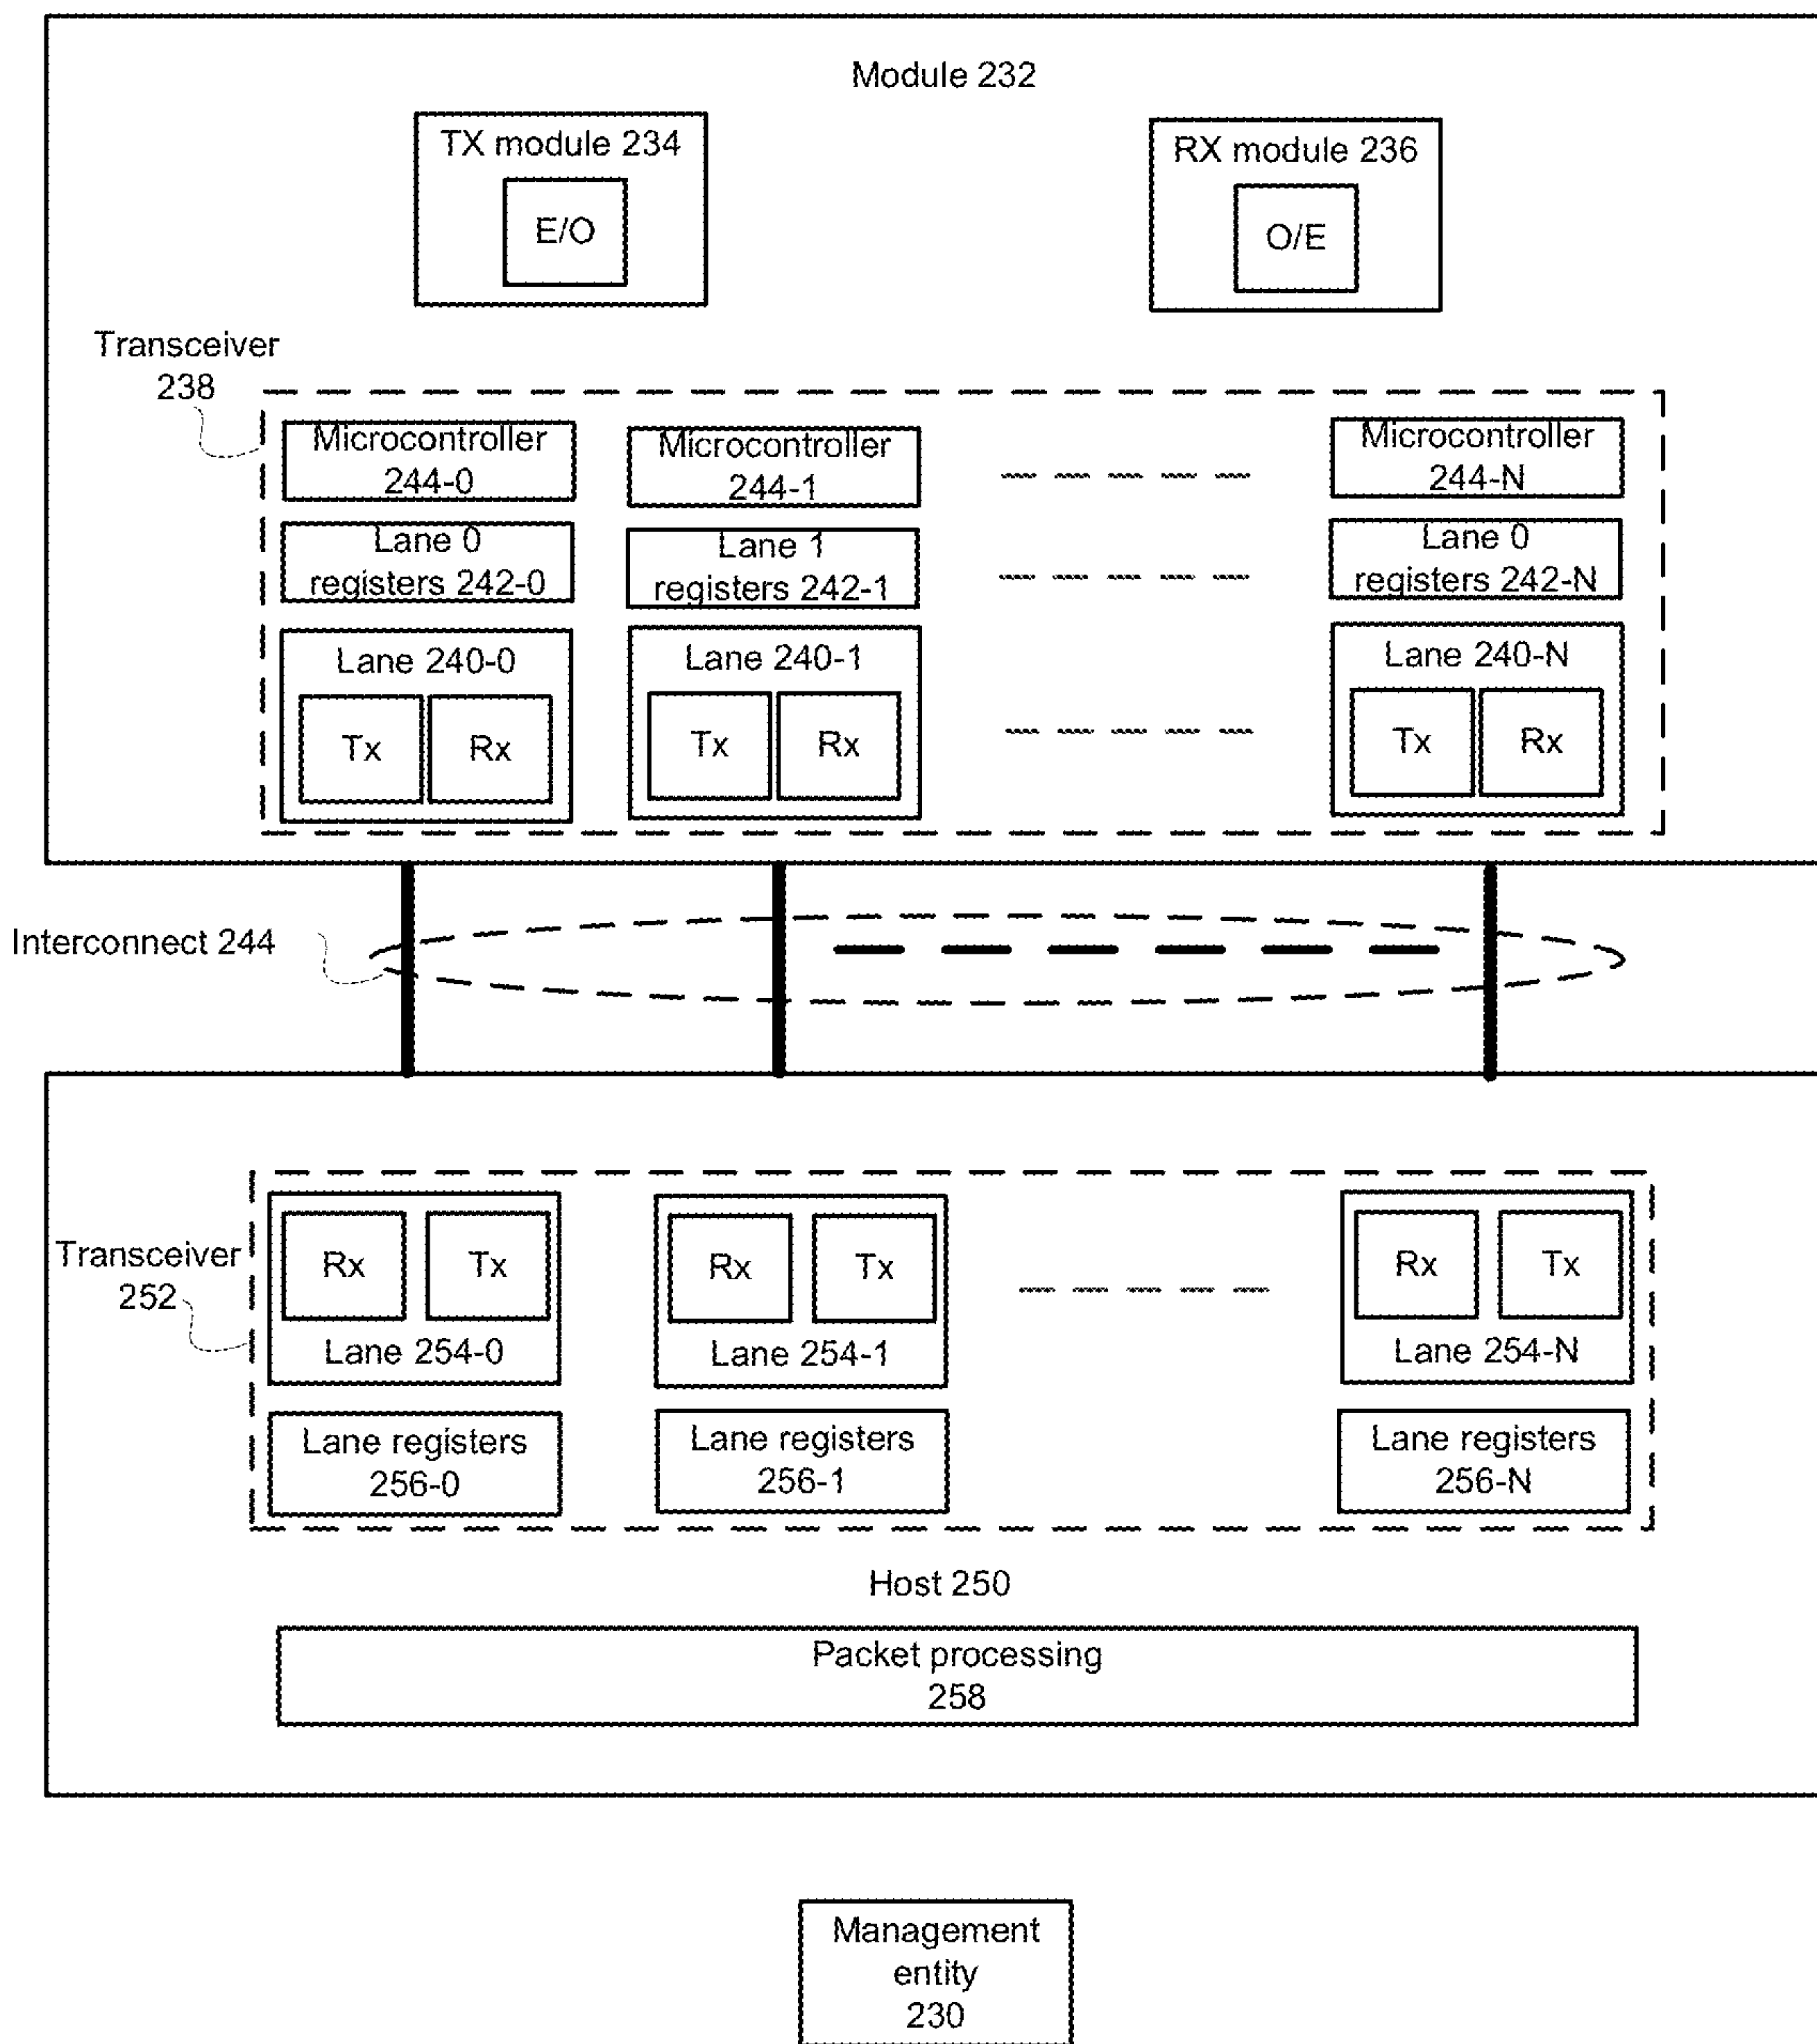 Module 232
TX module 234
RX module 236
E/O
O/E
Transceiver
238
Microcontroller
244-0
Microcontroller
244-1
Microcontroller
244-N
Lane 0
registers 242-0
Lane 1
registers 242-1
Lane 0
registers 242-N
Lane 240-0
Lane 240-1
Lane 240-N
Tx
Rx
Tx
Rx
Tx
Rx
Interconnect 244
Transceiver
252
Rx
Tx
Rx
Tx
Rx
Tx
Lane 254-0
Lane 254-1
Lane 254-N
Lane registers
256-0
Lane registers
256-1
Lane registers
256-N
Host 250
Packet processing
258
Management
entity
230